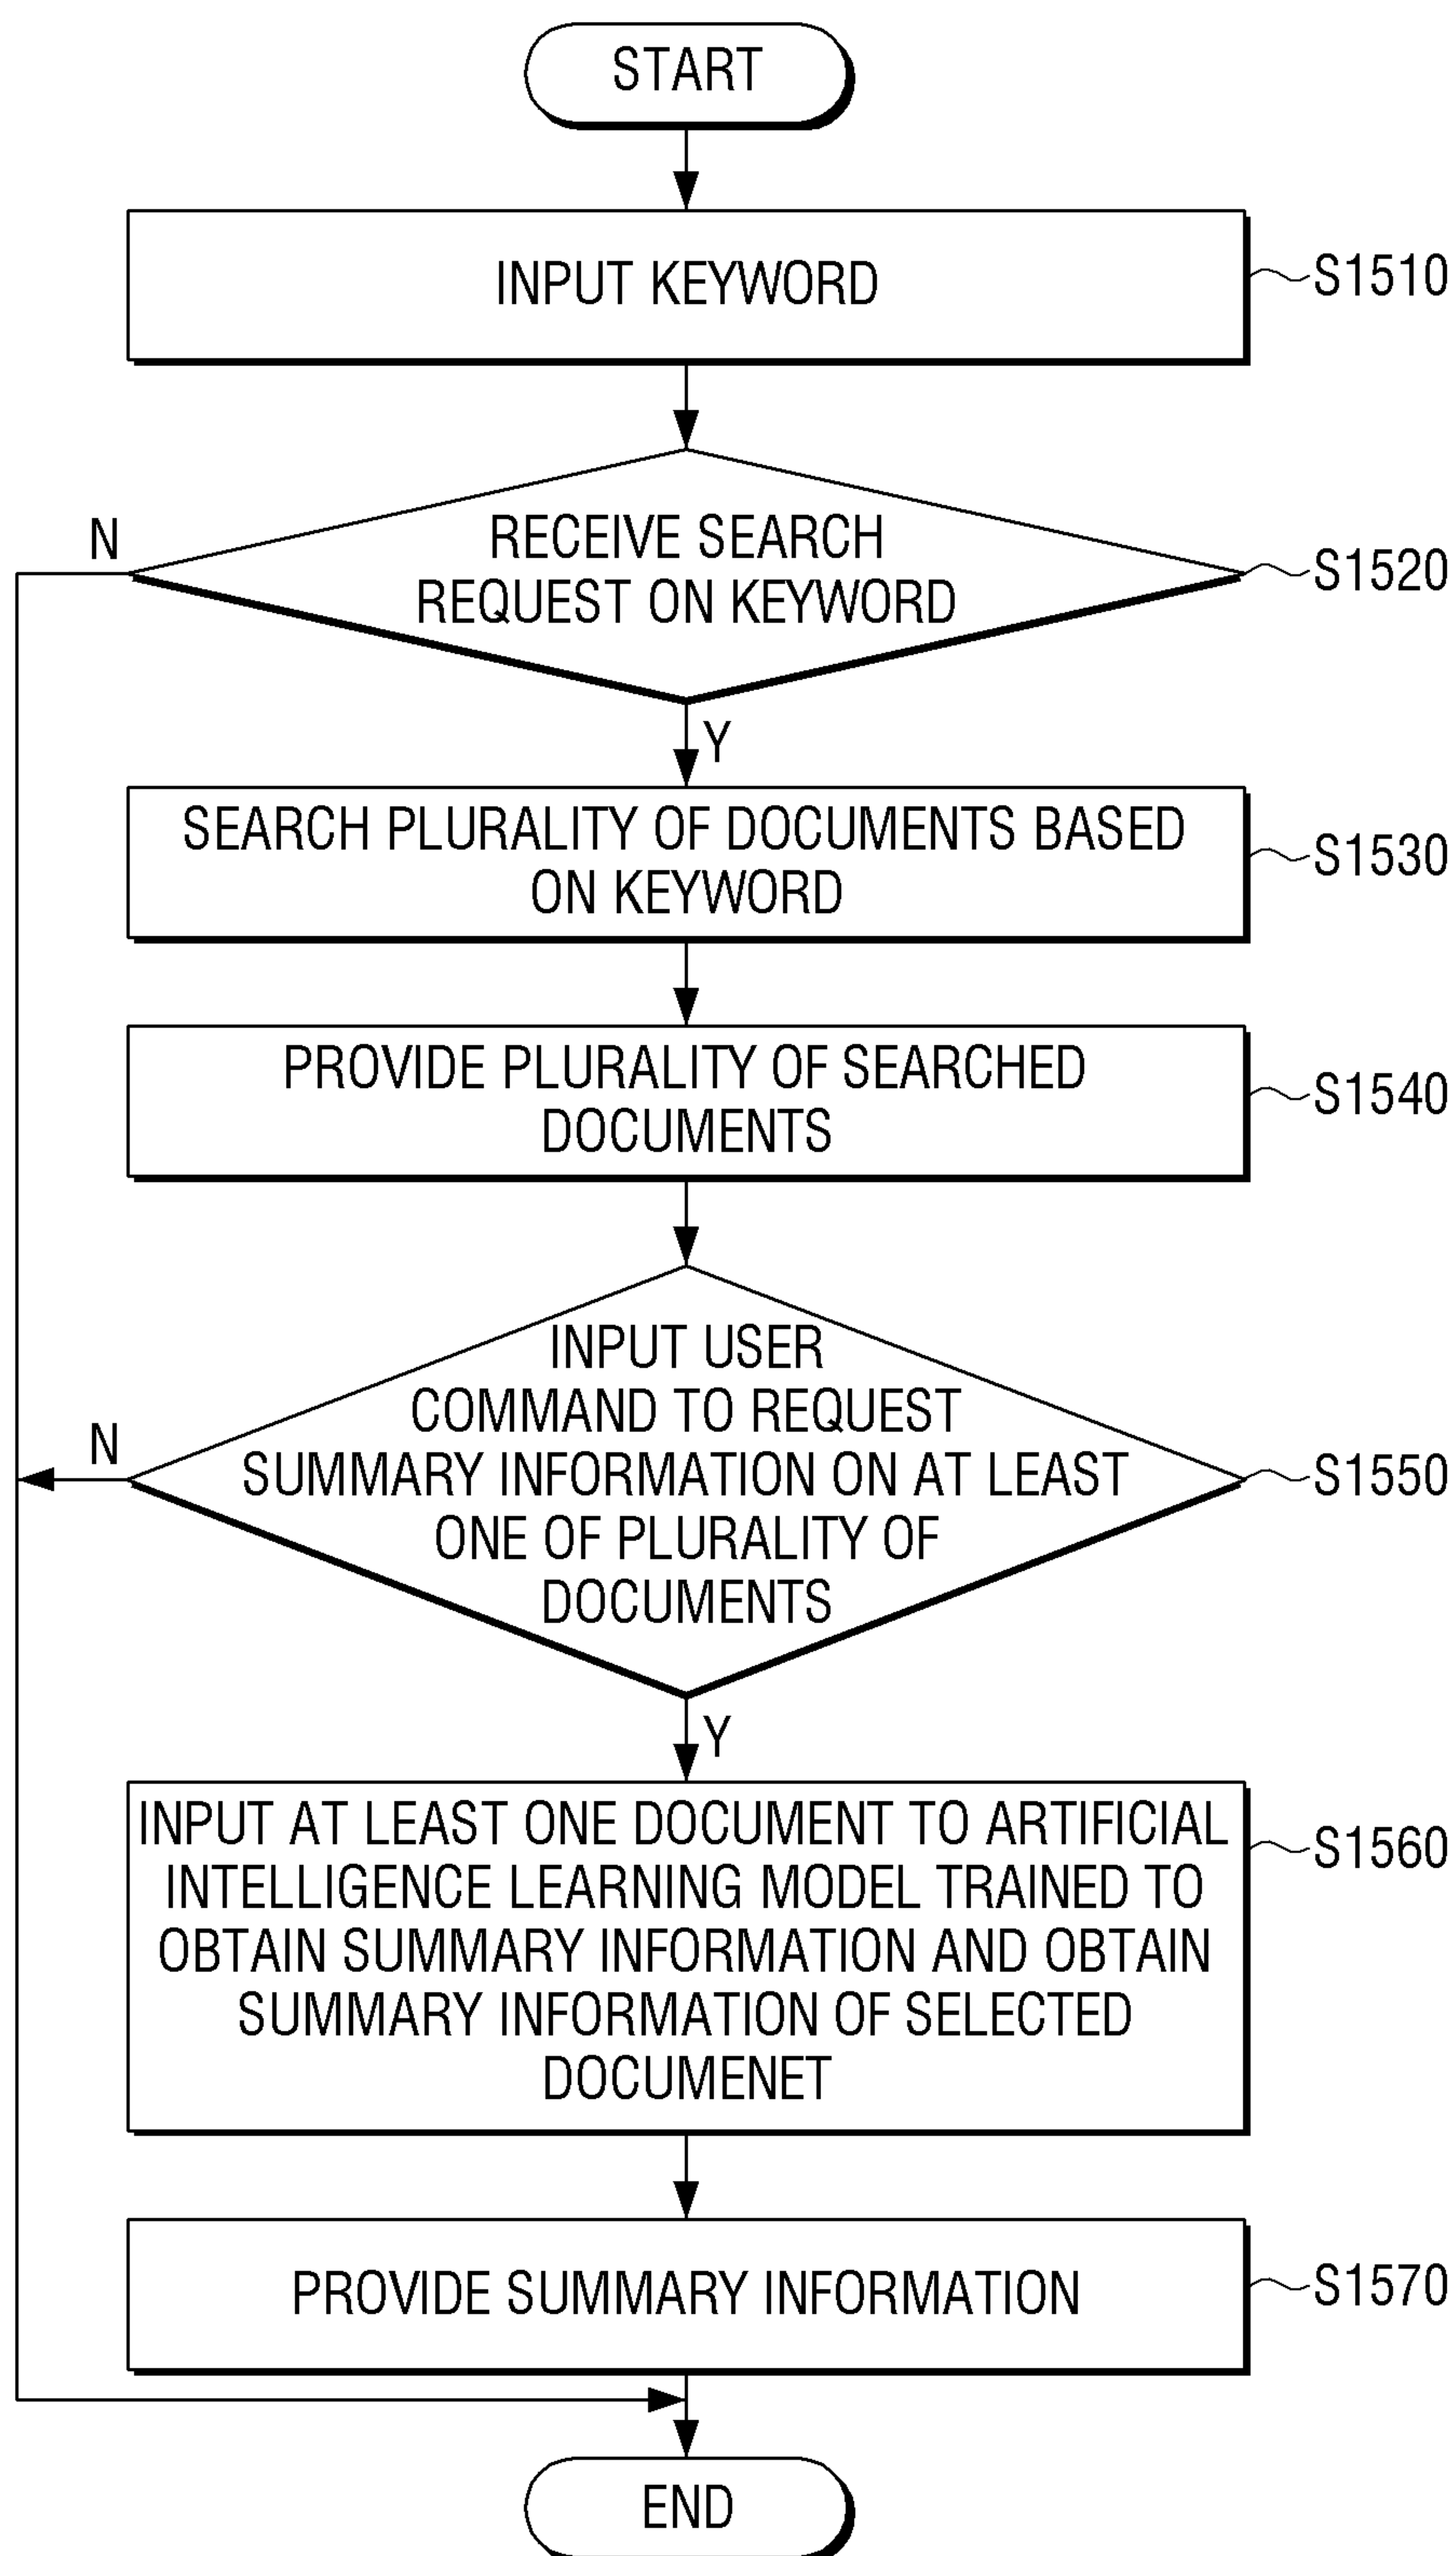 START
INPUT KEYWORD
S1510
N
RECEIVE SEARCH
REQUEST ON KEYWORD
S1520
Y
SEARCH PLURALITY OF DOCUMENTS BASED
ON KEYWORD
S1530
PROVIDE PLURALITY OF SEARCHED
DOCUMENTS
S1540
N
INPUT USER
COMMAND TO REQUEST
SUMMARY INFORMATION ON AT LEAST
ONE OF PLURALITY OF
DOCUMENTS
S1550
Y
INPUT AT LEAST ONE DOCUMENT TO ARTIFICIAL
INTELLIGENCE LEARNING MODEL TRAINED TO
OBTAIN SUMMARY INFORMATION AND OBTAIN
SUMMARY INFORMATION OF SELECTED
DOCUMENET
S1560
PROVIDE SUMMARY INFORMATION
S1570
END